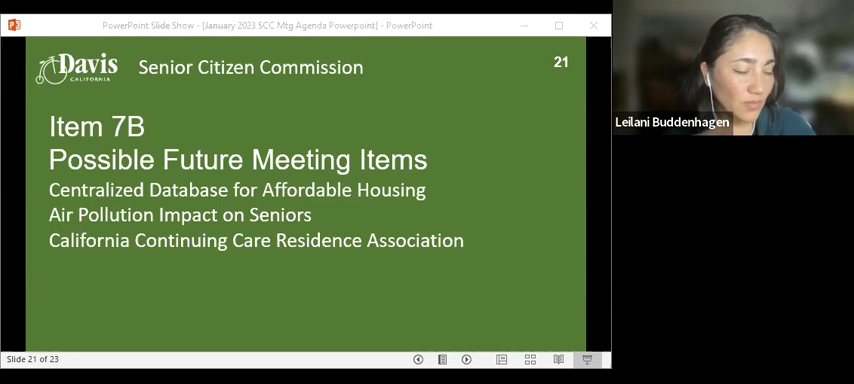 PowerPoint Slide Show - [January 2023 SCC Mtg Agenda Powerpoint] - PowerPoint
Davis
CALIFORNIA
Senior Citizen Commission
21
Item 7B
Possible Future Meeting Items
Centralized Database for Affordable Housing
Air Pollution Impact on Seniors
California Continuing Care Residence Association
Slide 21 of 23
Leilani Buddenhagen